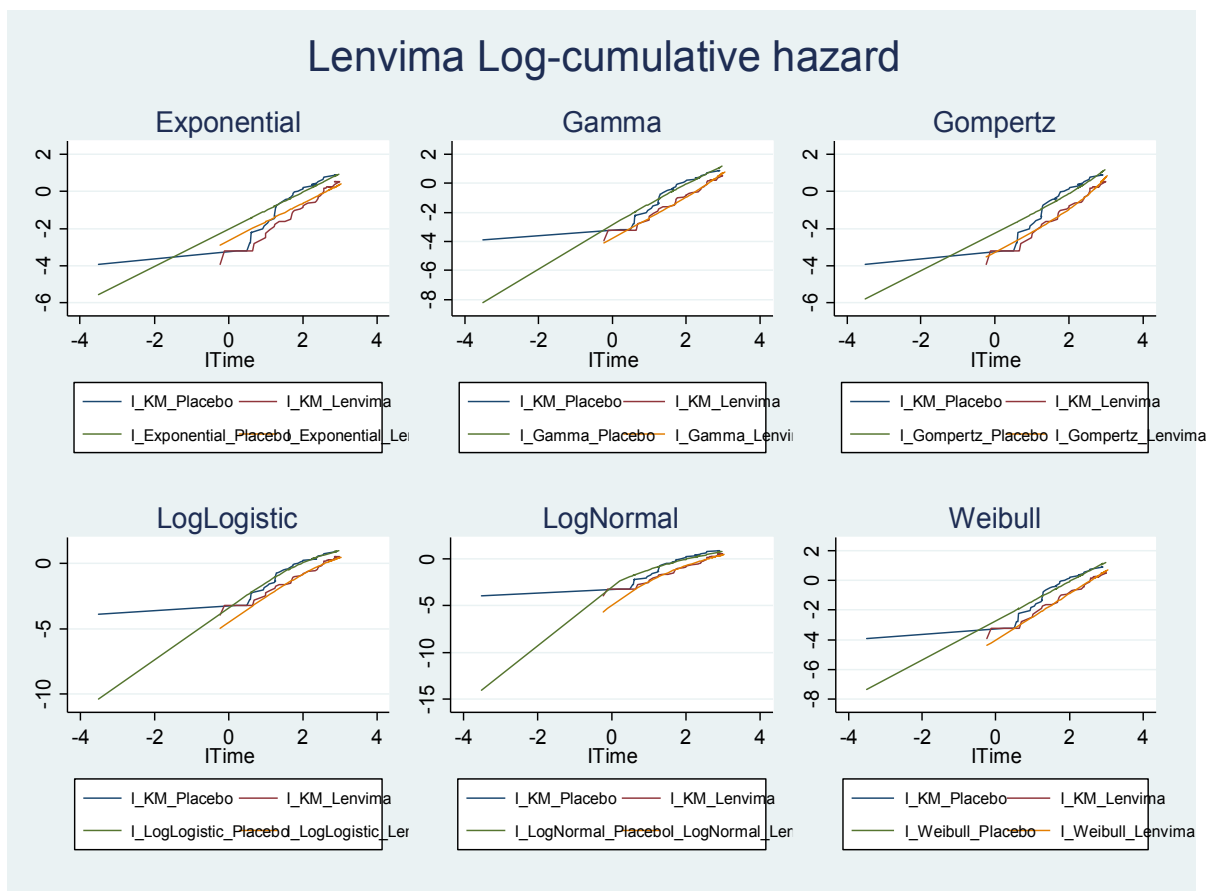 Lenvima Log-cumulative hazard
Exponential
2
0
-2
-4
-6
-4 -2 0 2 4
lTime
l_KM_Placebo l_KM_Lenvima
l_Exponential_Placebo l_Exponential_Ler
Gamma
2
0
-2
-4
-6
-8
-4 -2 0 2 4
lTime
l_KM_Placebo l_KM_Lenvima
l_Gamma_Placebo l_Gamma_Lenvi
Gompertz
2
0
-2
-4
-6
-4 -2 0 2 4
lTime
l_KM_Placebo l_KM_Lenvima
l_Gompertz_Placebo l_Gompertz_Lenvima
LogLogistic
0
-5
-10
-4 -2 0 2 4
lTime
l_KM_Placebo l_KM_Lenvima
l_LogLogistic_Placebo l_LogLogistic_Ler
LogNormal
0
-5
-10
-15
-4 -2 0 2 4
lTime
l_KM_Placebo l_KM_Lenvima
l_LogNormal_Placebo l_LogNormal_Ler
Weibull
2
0
-2
-4
-6
-8
-4 -2 0 2 4
lTime
l_KM_Placebo l_KM_Lenvima
l_Weibull_Placebo l_Weibull_Lenvima